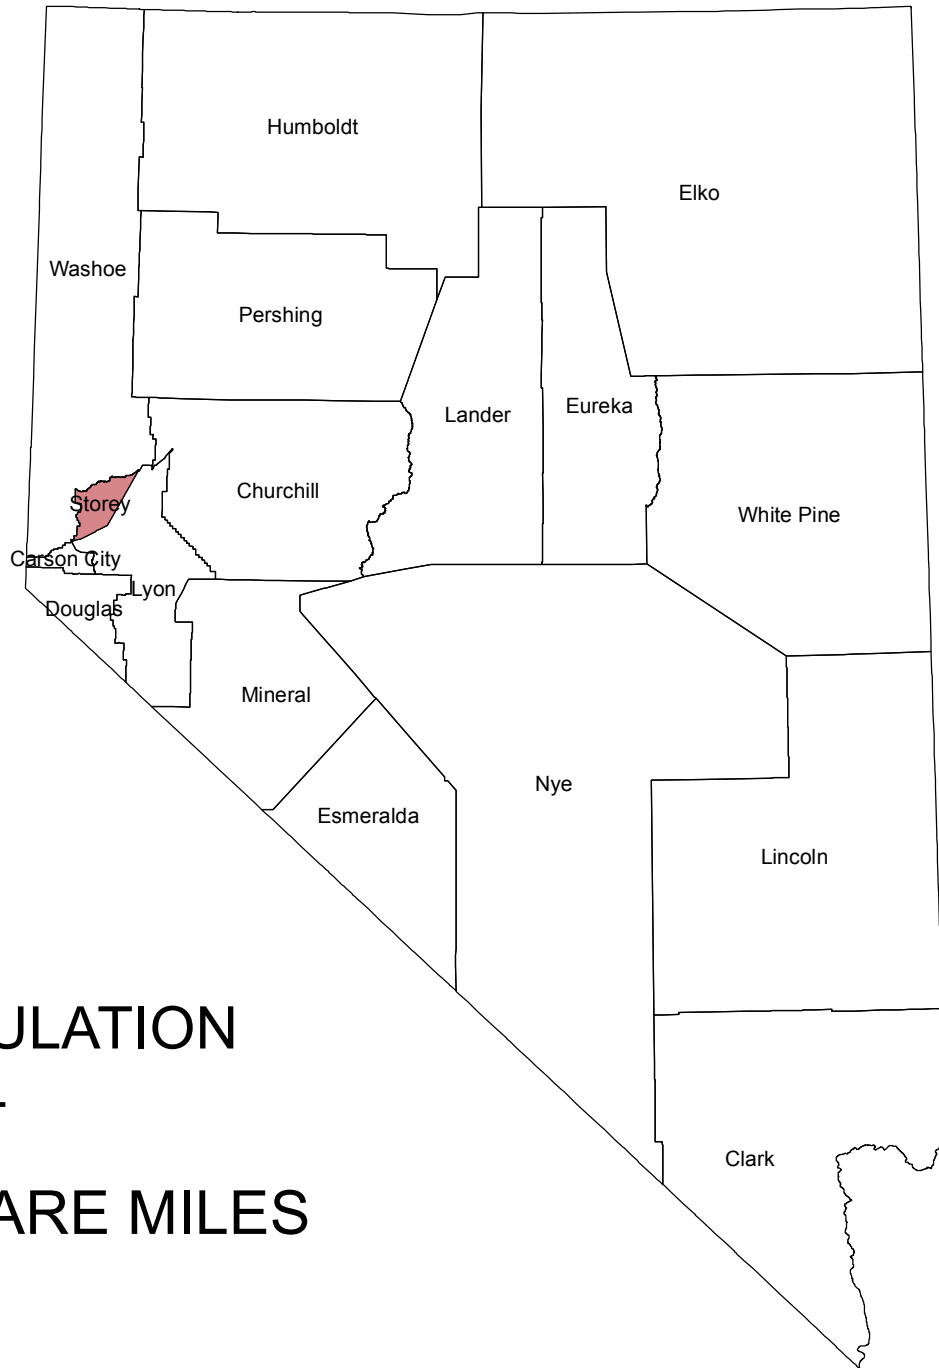 Humboldt
Elko
Washoe
Pershing
Lander
Eureka
Churchill
Storey
White Pine
Carson City
Lyon
Douglas
Mineral
Nye
Esmeralda
Lincoln
ULATION
ARE MILES
Clark